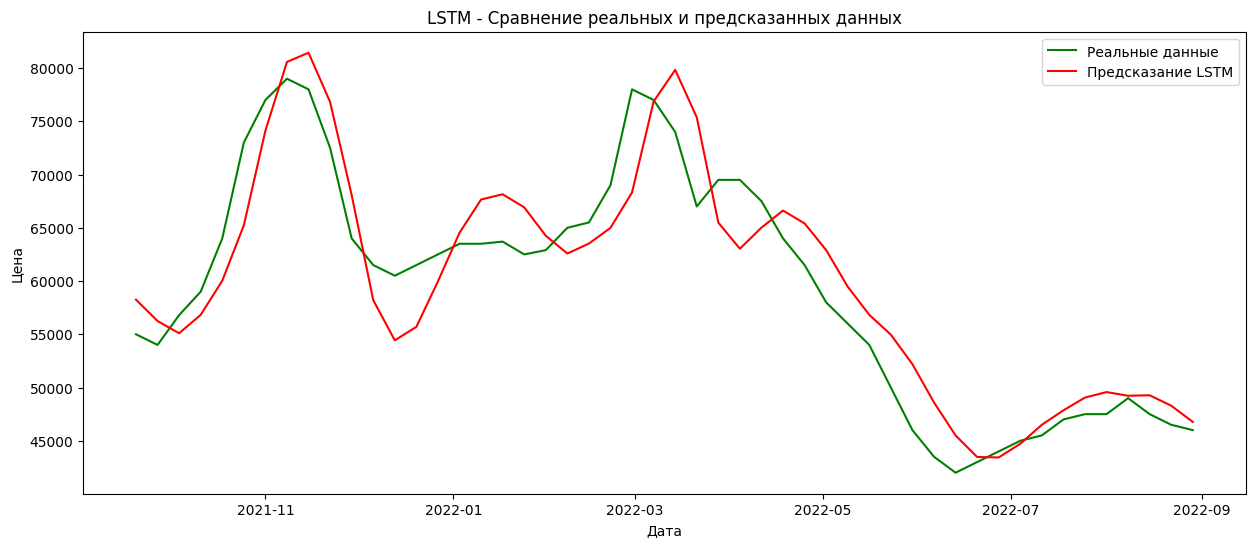 LSTM - Сравнение реальных и предсказанных данных
Реальные данные
Предсказание LSTM
Цена
80000
75000
70000
65000
60000
55000
50000
45000
2021-11
2022-01
2022-03
2022-05
2022-07
2022-09
Дата